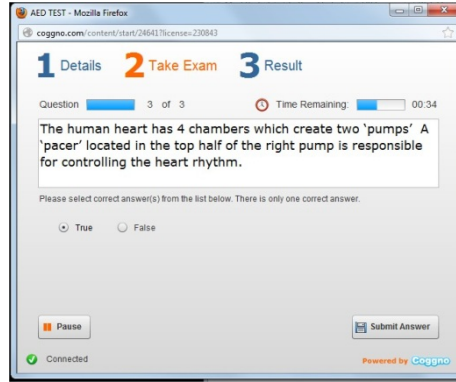 AED TEST - Mozilla Firefox
coggno.com/content/start/24641?license=230843
1 Details 2 Take Exam 3 Result
Question 3 of 3 Time Remaining: 00:34
The human heart has 4 chambers which create two 'pumps' A
'pacer' located in the top half of the right pump is responsible
for controlling the heart rhythm.
Please select correct answer(s) from the list below. There is only one correct answer.
True False
Pause Submit Answer
Connected Powered by Coggno